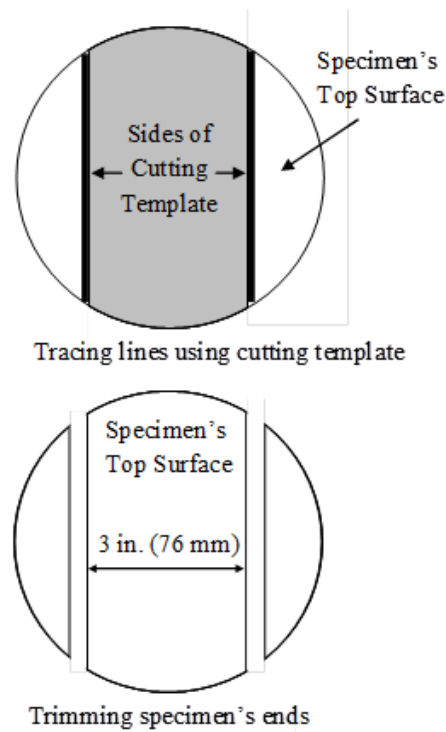 Specimen's
Top Surface
Sides of
Cutting
Template
Tracing lines using cutting template
Specimen's
Top Surface
3 in. (76 mm)
Trimming specimen's ends